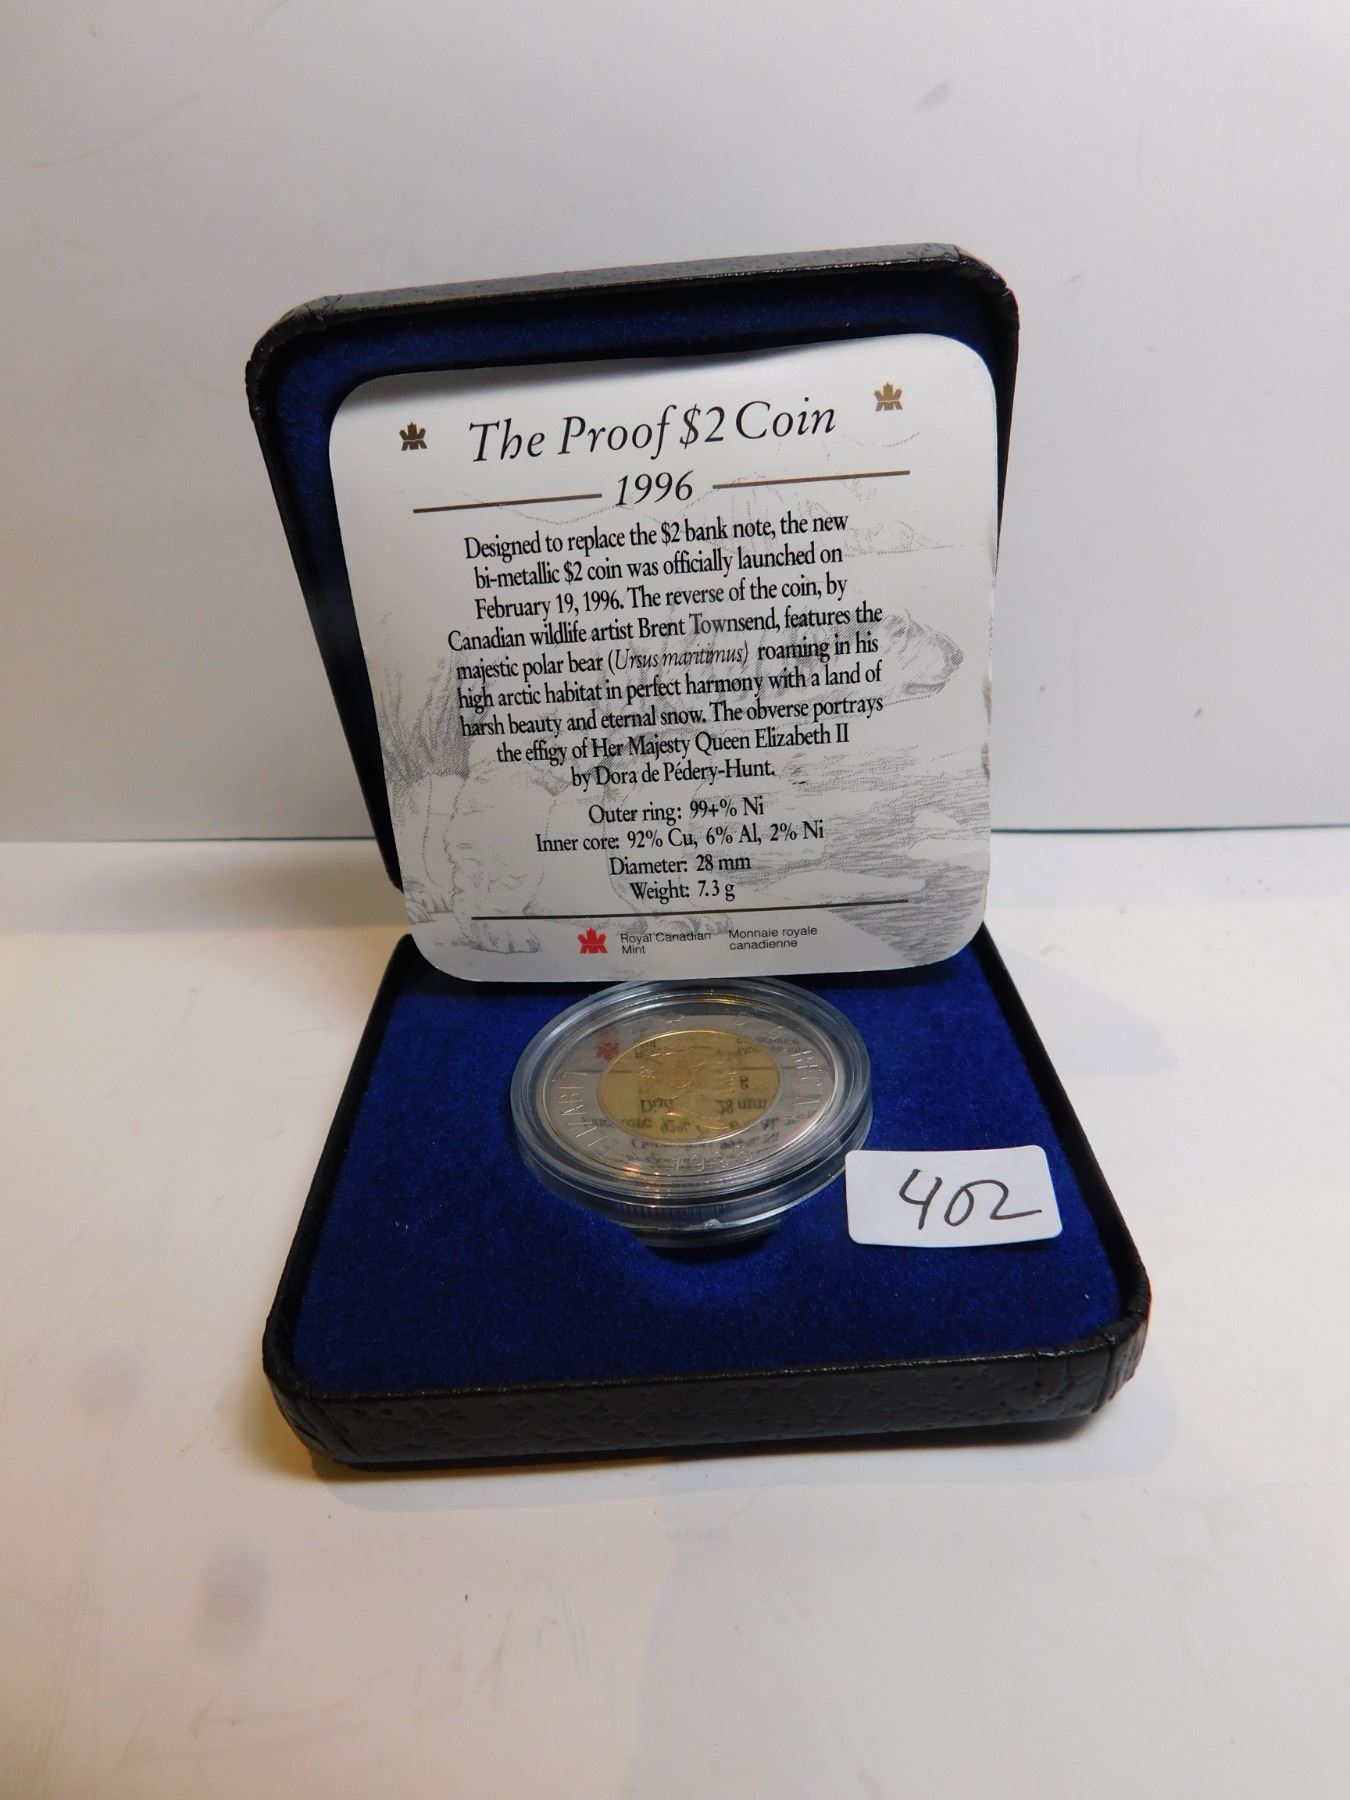 The Proof $2 Coin
1996
Designed to replace the $2 bank note, the new
bi-metallic $2 coin was officially launched on
February 19, 1996. The reverse of the coin, by
Canadian wildlife artist Brent Townsend, features the
majestic polar bear (Ursus maritimus) roaming in his
high arctic habitat in perfect harmony with a land of
harsh beauty and eternal snow. The obverse portrays
the effigy of Her Majesty Queen Elizabeth II
by Dora de Pédery-Hunt.
Outer ring: 99+% Ni
Inner core: 92% Cu, 6% Al, 2% Ni
Diameter: 28 mm
Weight: 7.3 g
Royal Canadian Monnaie royale
Mint canadienne
ELIZABETH
REGINA
402